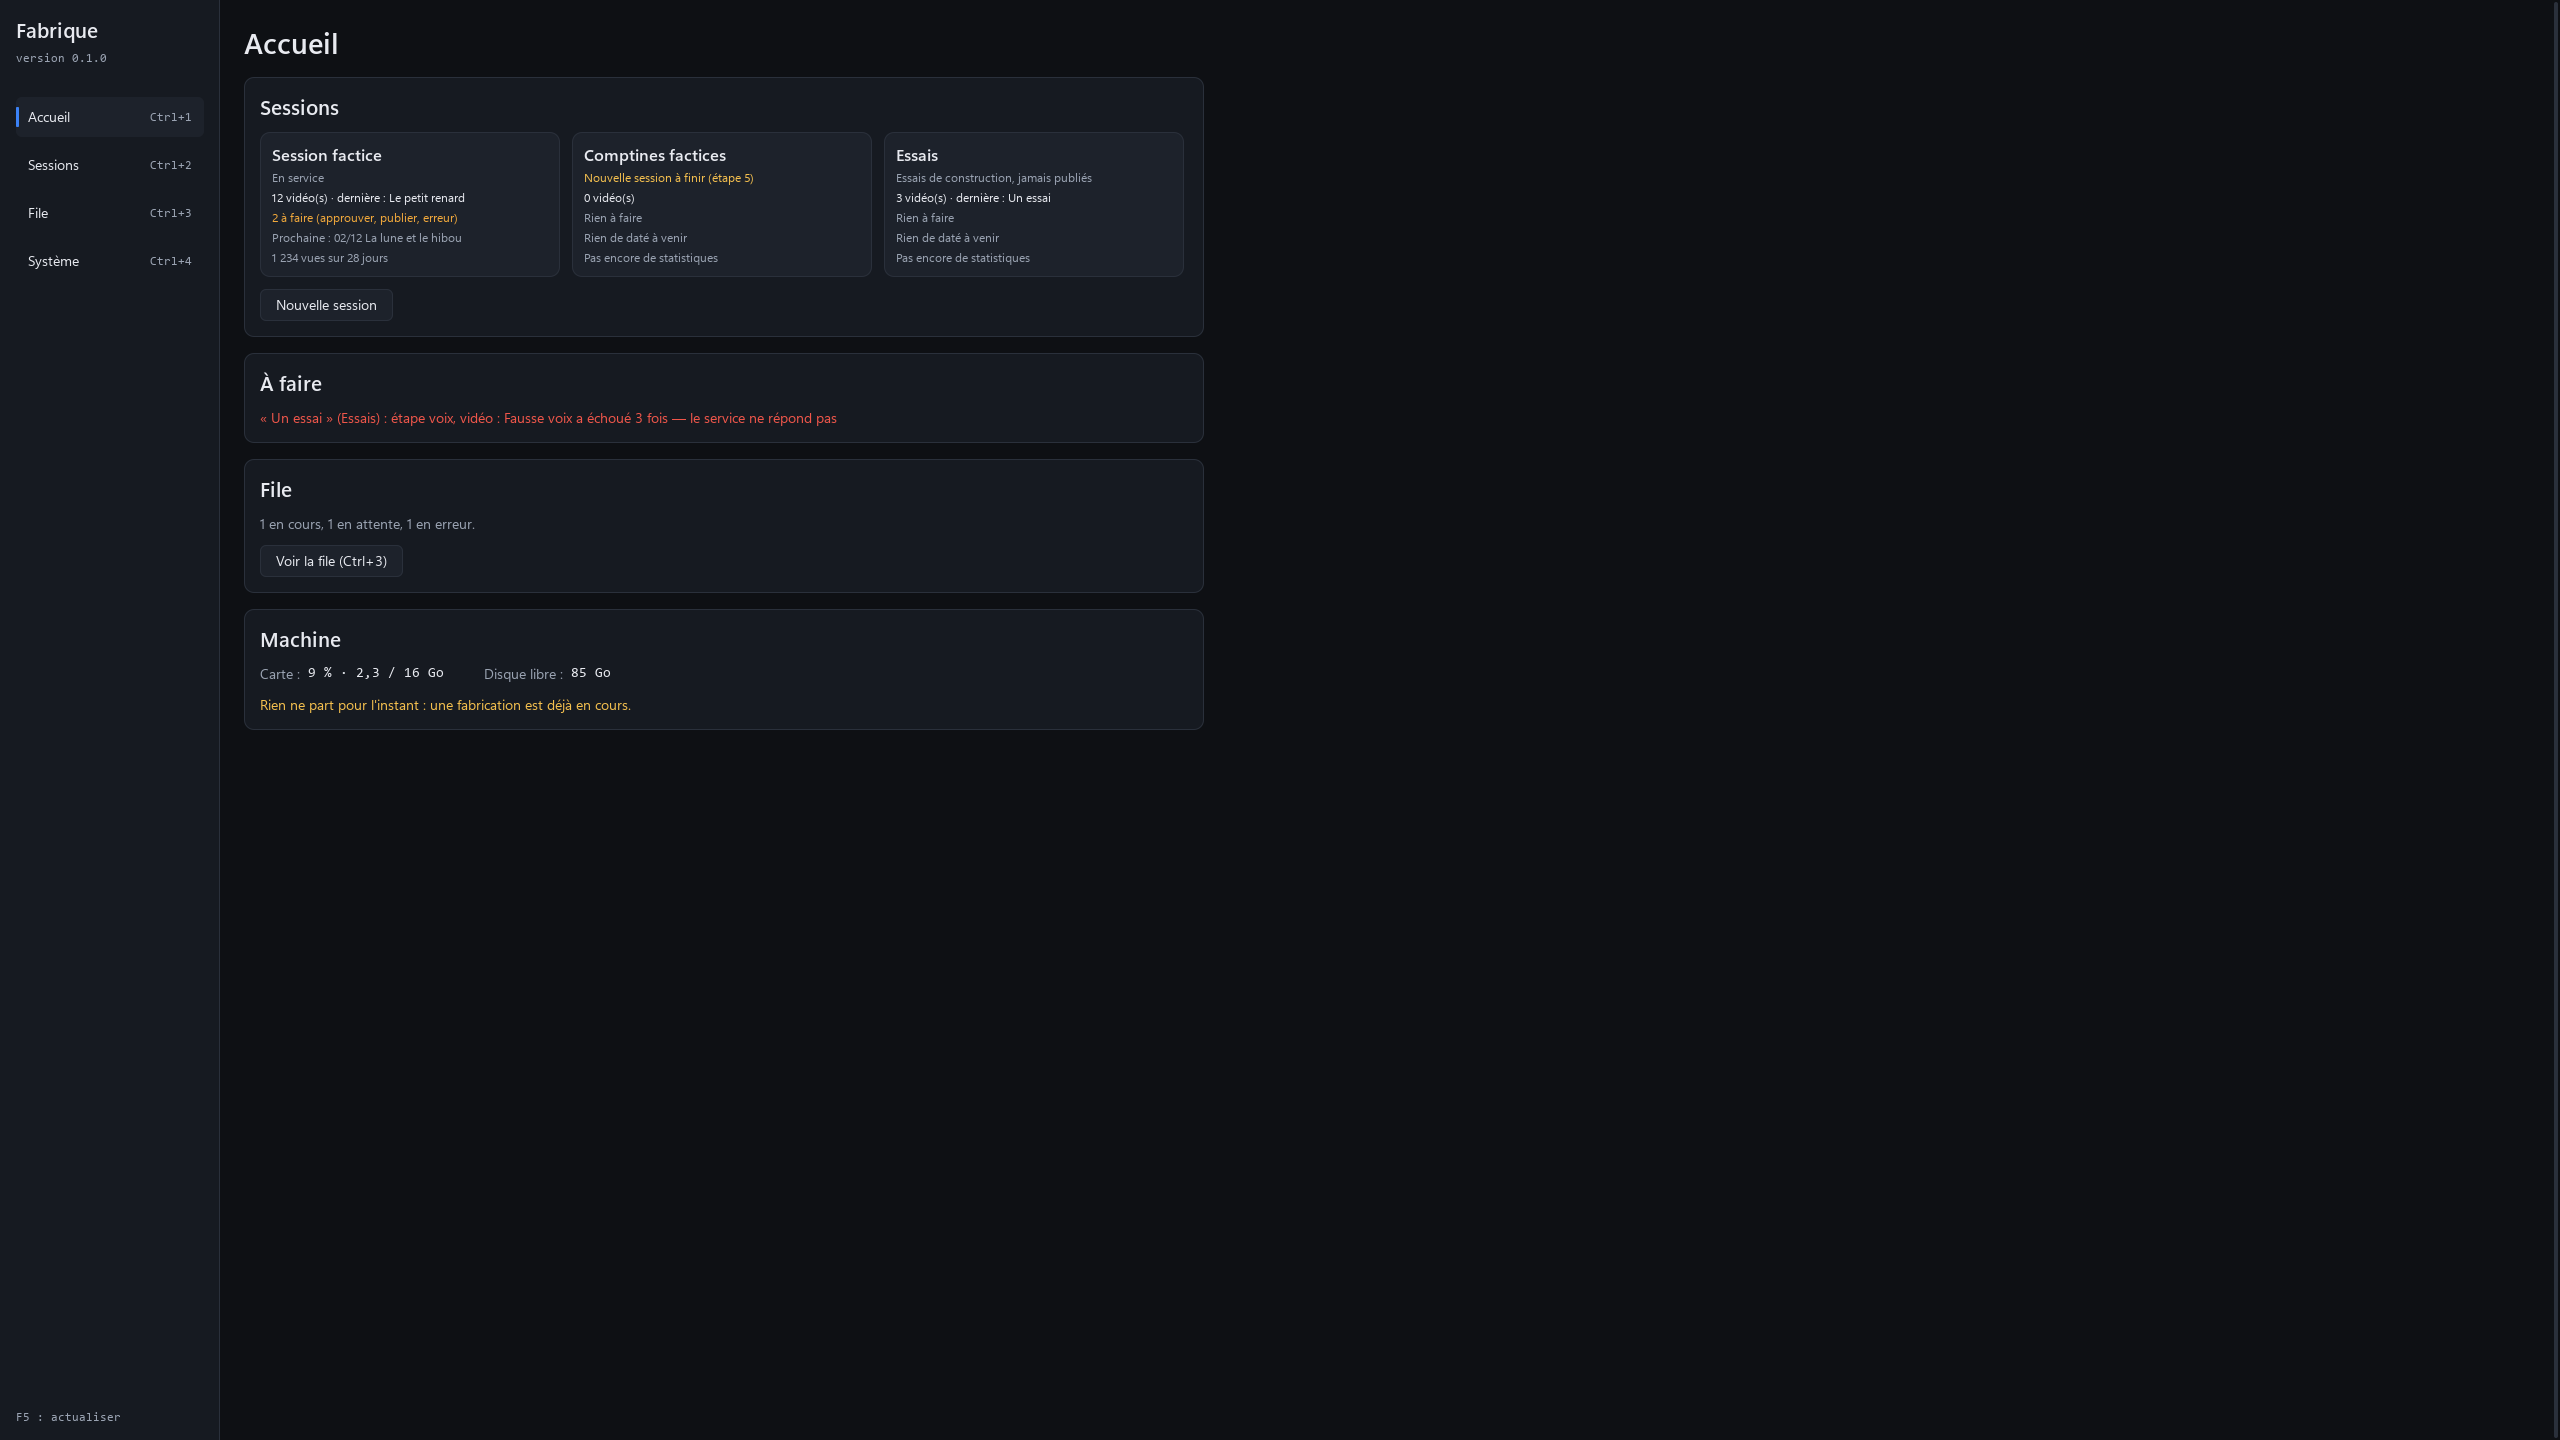 Fabrique
version 0.1.0
Accueil Ctrl+1
Sessions Ctrl+2
File Ctrl+3
Système Ctrl+4
F5 : actualiser
Accueil
Sessions
Session factice
En service
12 vidéo(s) · dernière : Le petit renard
2 à faire (approuver, publier, erreur)
Prochaine : 02/12 La lune et le hibou
1 234 vues sur 28 jours
Comptines factices
Nouvelle session à finir (étape 5)
0 vidéo(s)
Rien à faire
Rien de daté à venir
Pas encore de statistiques
Essais
Essais de construction, jamais publiés
3 vidéo(s) · dernière : Un essai
Rien à faire
Rien de daté à venir
Pas encore de statistiques
Nouvelle session
À faire
« Un essai » (Essais) : étape voix, vidéo : Fausse voix a échoué 3 fois — le service ne répond pas
File
1 en cours, 1 en attente, 1 en erreur.
Voir la file (Ctrl+3)
Machine
Carte : 9 % · 2,3 / 16 Go Disque libre : 85 Go
Rien ne part pour l'instant : une fabrication est déjà en cours.